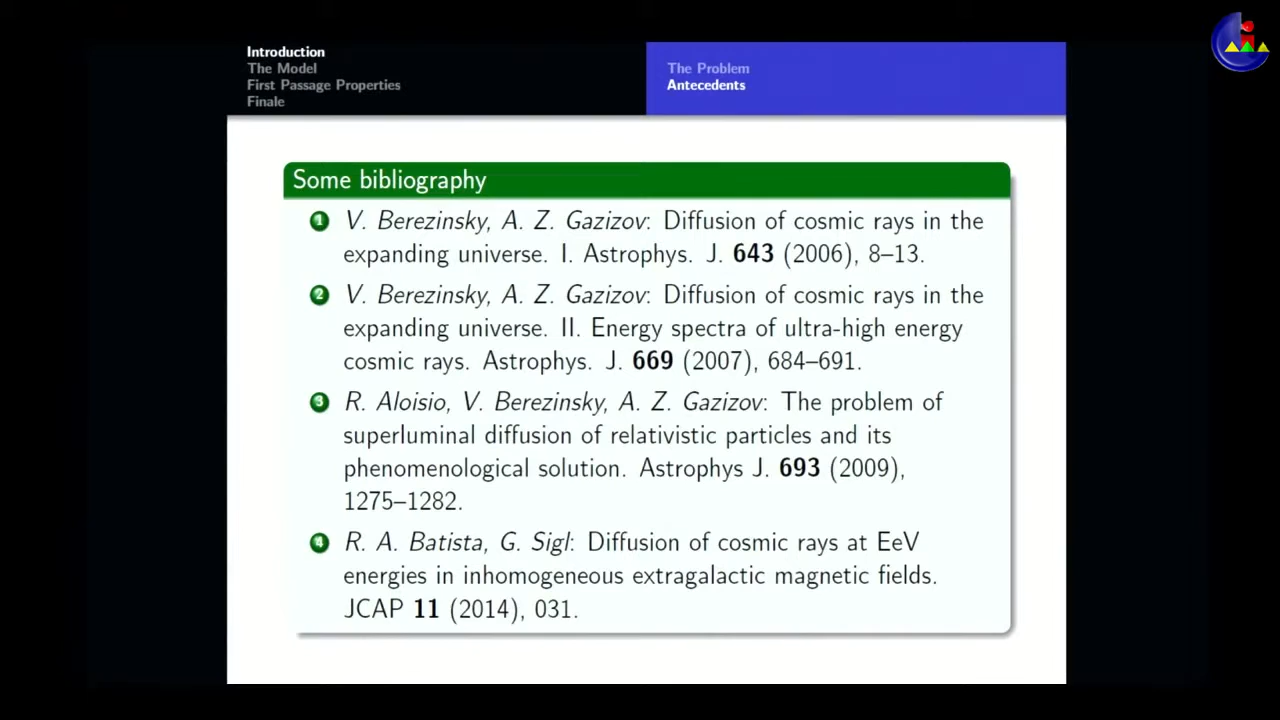 Introduction
The Model
First Passage Properties
Finale
The Problem
Antecedents
Some bibliography
1 V. Berezinsky, A. Z. Gazizov: Diffusion of cosmic rays in the
expanding universe. I. Astrophys. J. 643 (2006), 8–13.
2 V. Berezinsky, A. Z. Gazizov: Diffusion of cosmic rays in the
expanding universe. II. Energy spectra of ultra-high energy
cosmic rays. Astrophys. J. 669 (2007), 684–691.
3 R. Aloisio, V. Berezinsky, A. Z. Gazizov: The problem of
superluminal diffusion of relativistic particles and its
phenomenological solution. Astrophys J. 693 (2009),
1275–1282.
4 R. A. Batista, G. Sigl: Diffusion of cosmic rays at EeV
energies in inhomogeneous extragalactic magnetic fields.
JCAP 11 (2014), 031.